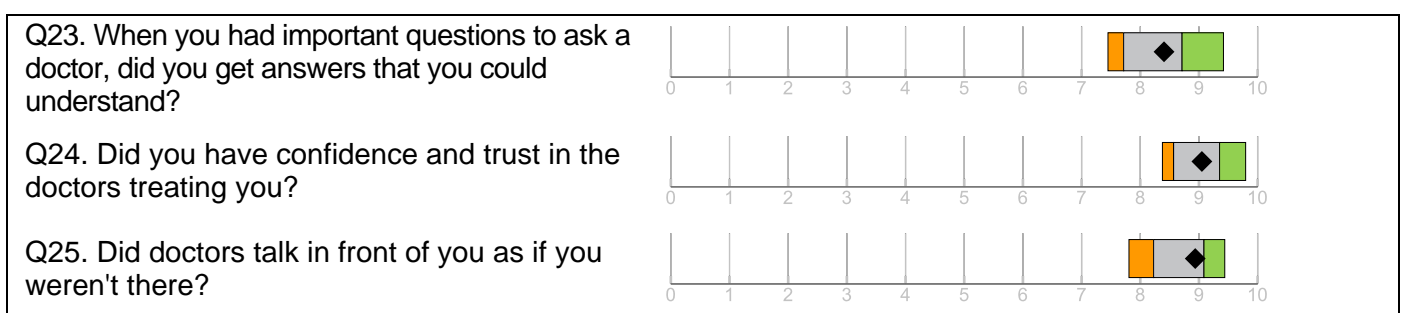 Q23. When you had important questions to ask a
doctor, did you get answers that you could
understand?
0 1 2 3 4 5 6 7 8 9 10
Q24. Did you have confidence and trust in the
doctors treating you?
0 1 2 3 4 5 6 7 8 9 10
Q25. Did doctors talk in front of you as if you
weren't there?
0 1 2 3 4 5 6 7 8 9 10